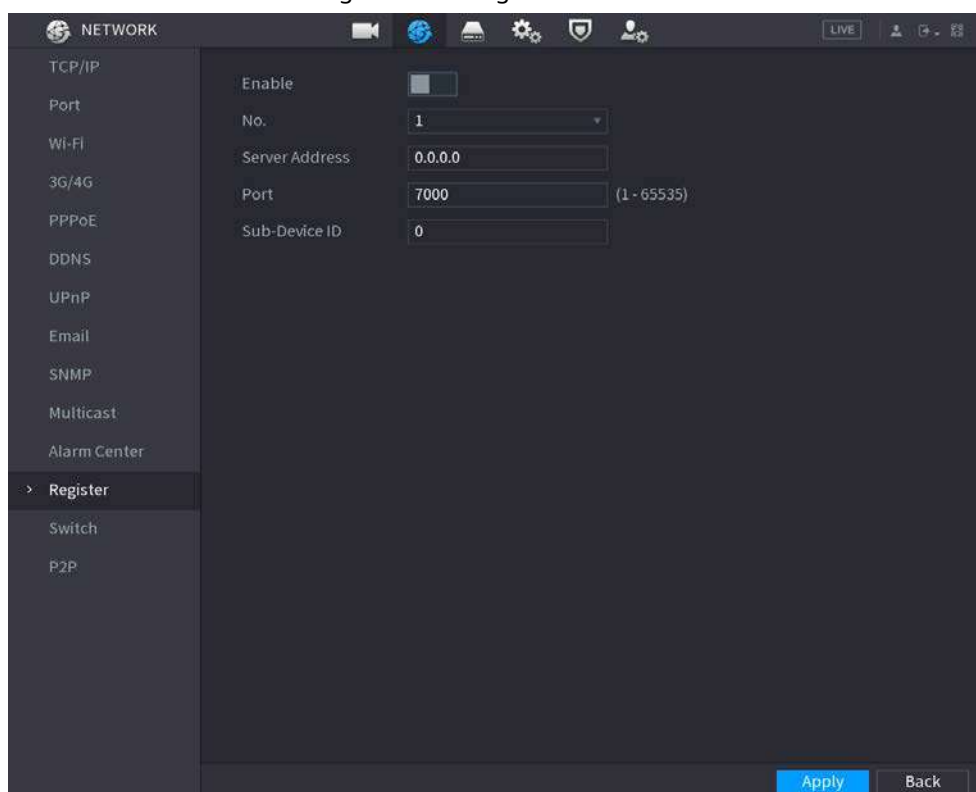 NETWORK
LIVE
TCP/IP
Port
Wi-Fi
3G/4G
PPPoE
DDNS
UPnP
Email
SNMP
Multicast
Alarm Center
Register
Switch
P2P
Enable
No. 1
Server Address 0.0.0.0
Port 7000 (1 - 65535)
Sub-Device ID 0
Apply Back